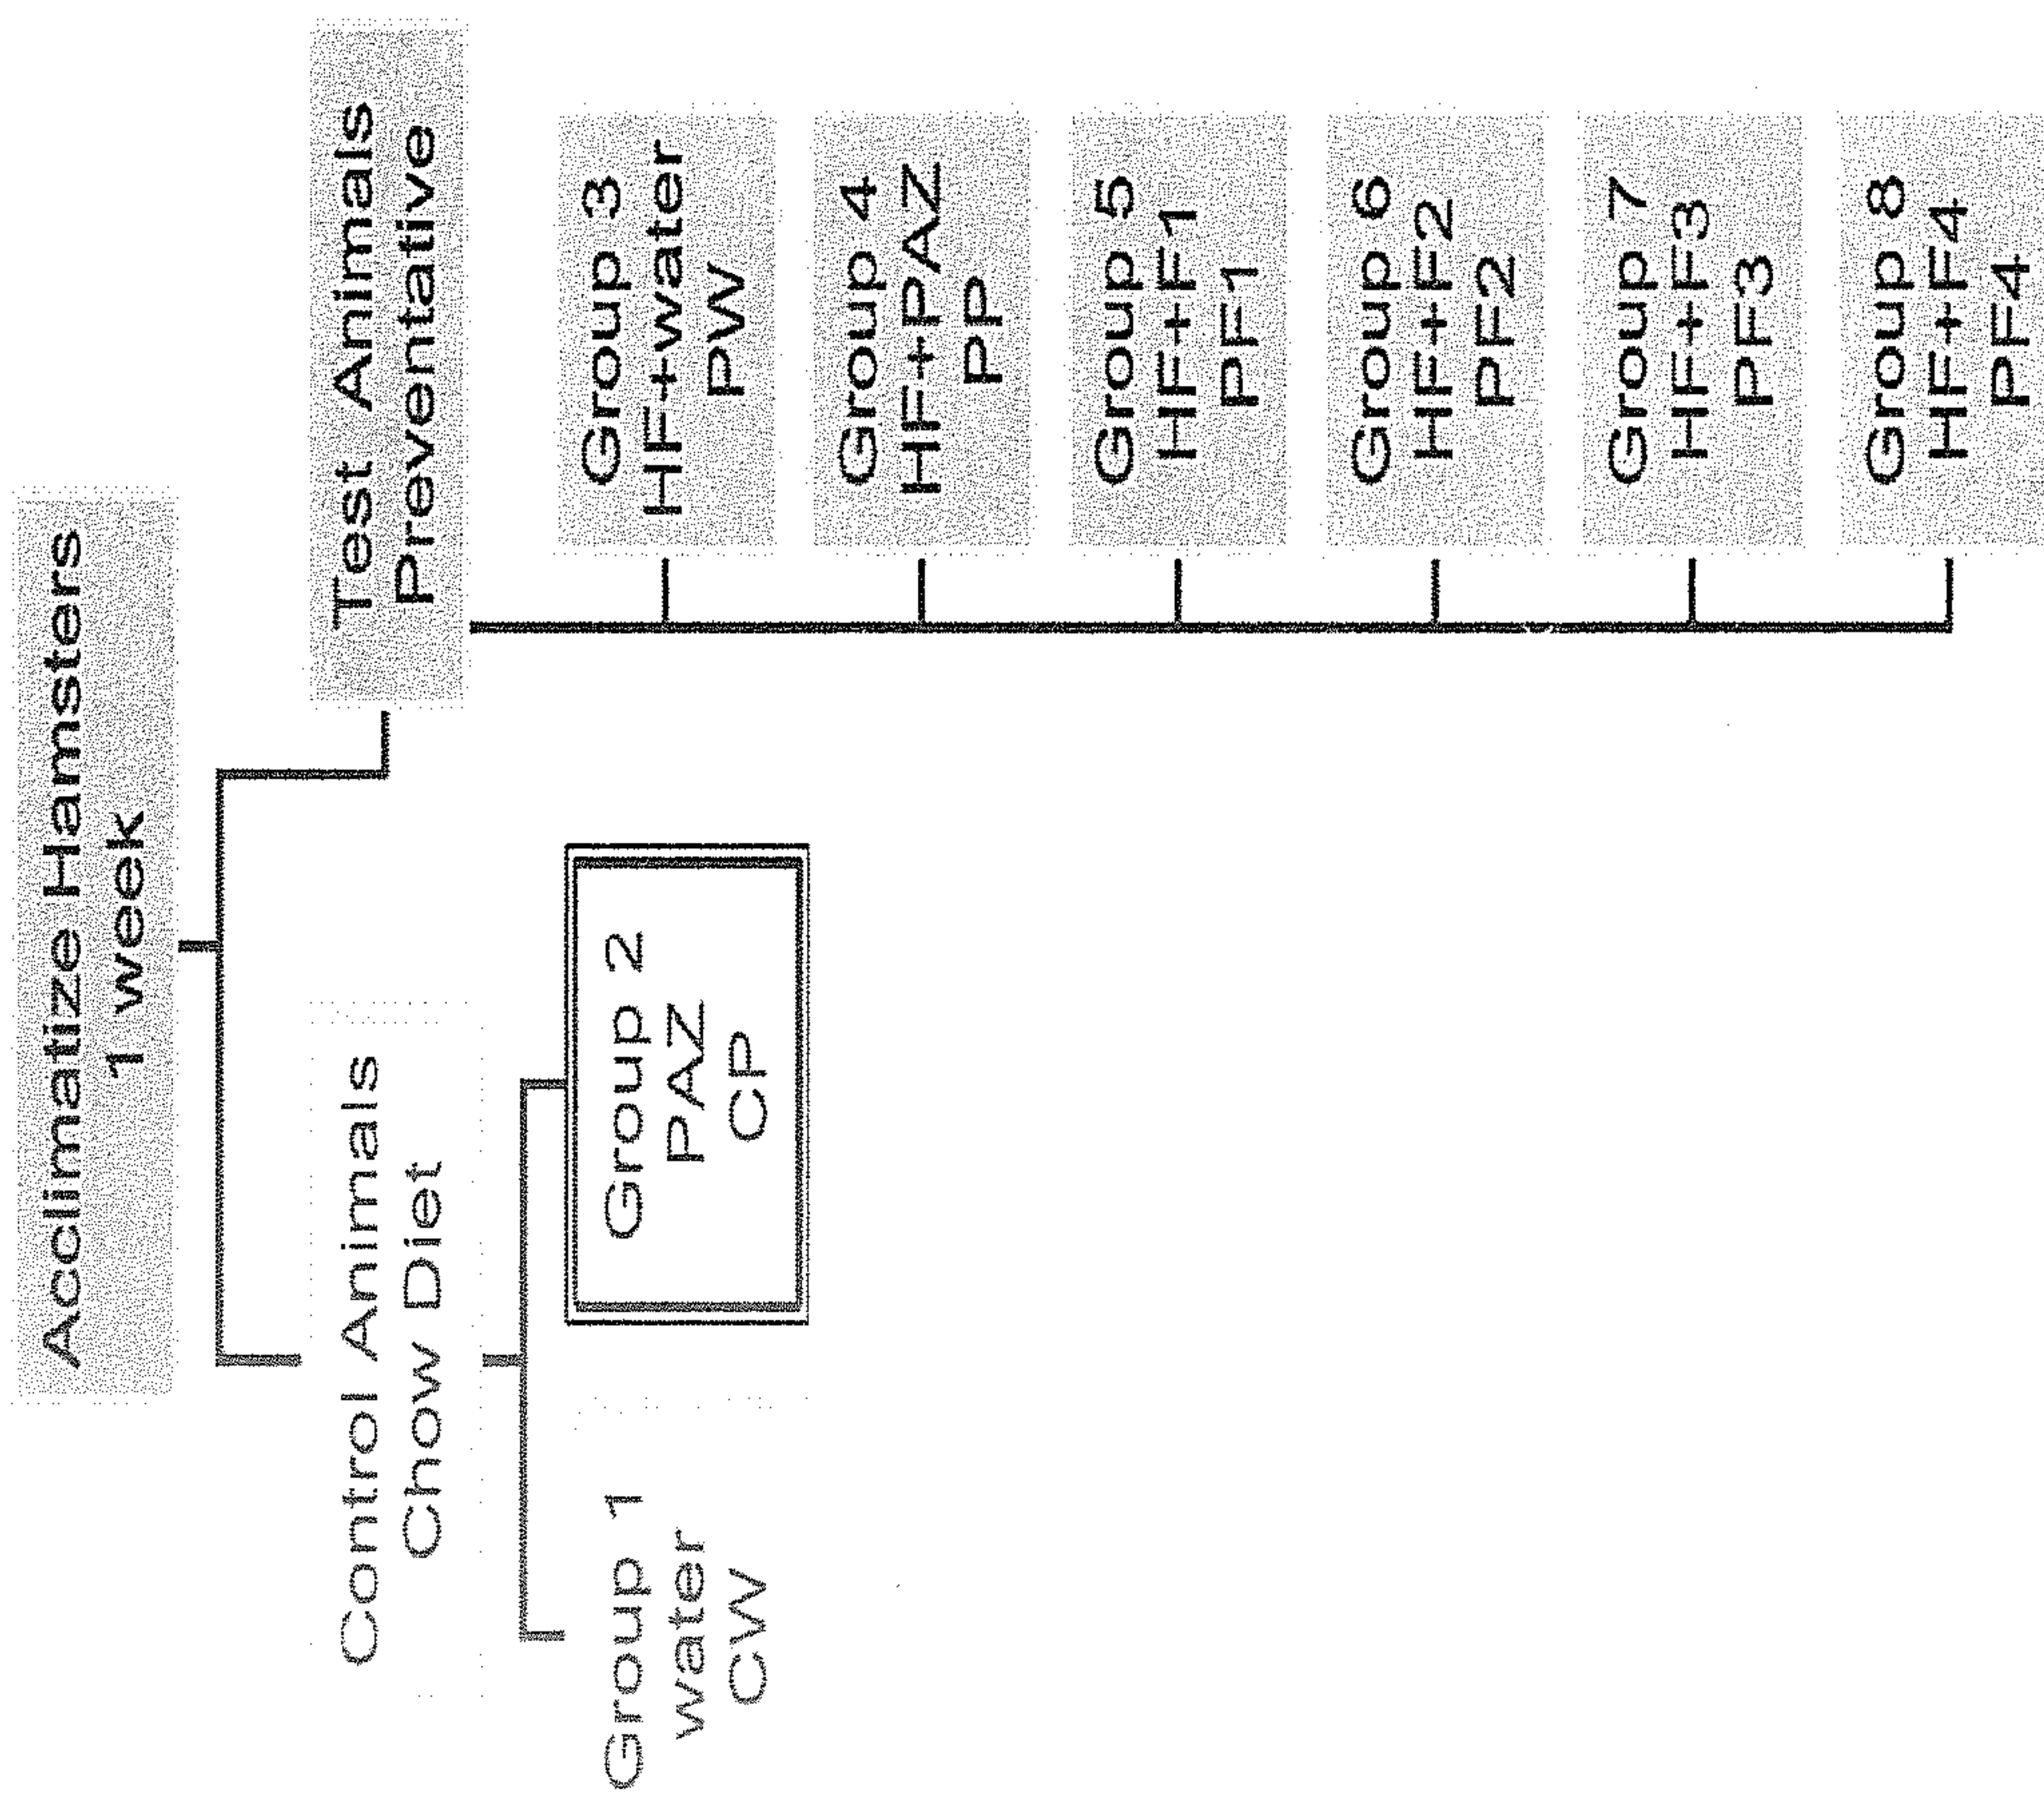 Acclimatize Hamsters
1 week
Control Animals
Chow Diet
Test Animals
Preventative
Group 1
water
CW
Group 2
PAZ
CP
Group 3
HF+water
PW
Group 4
HF+PAZ
PP
Group 5
HF+F1
PF1
Group 6
HF+F2
PF2
Group 7
HF+F3
PF3
Group 8
HF+F4
PF4